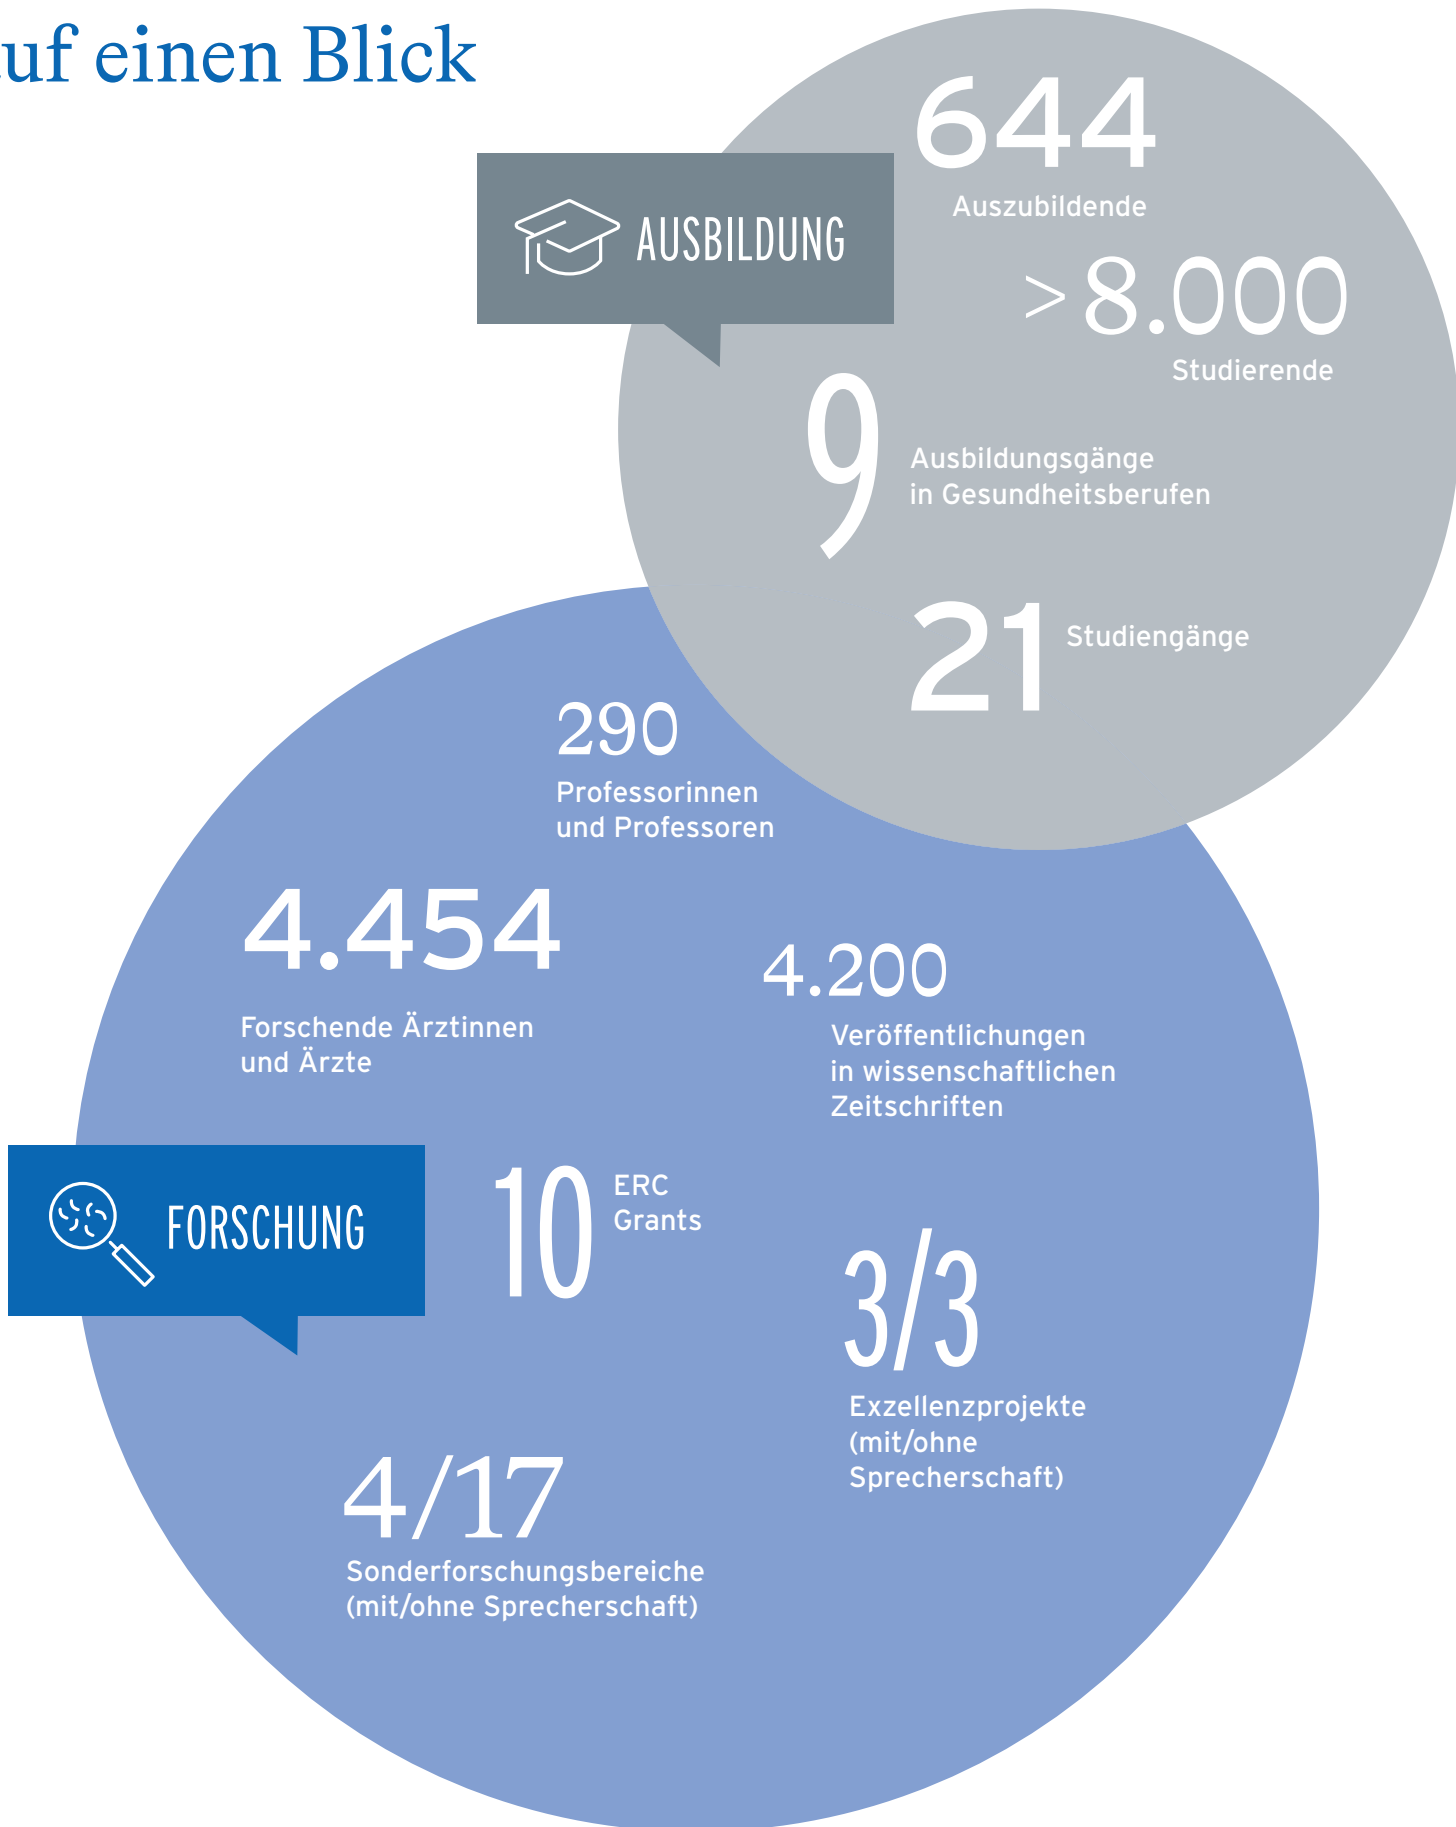 uf einen Blick
AUSBILDUNG
644
Auszubildende
>8.000
Studierende
9
Ausbildungsgänge
in Gesundheitsberufen
21
Studiengänge
290
Professorinnen
und Professoren
4.454
Forschende Ärztinnen
und Ärzte
4.200
Veröffentlichungen
in wissenschaftlichen
Zeitschriften
FORSCHUNG
10
ERC
Grants
3/3
Exzellenzprojekte
(mit/ohne
Sprecherschaft)
4/17
Sonderforschungsbereiche
(mit/ohne Sprecherschaft)